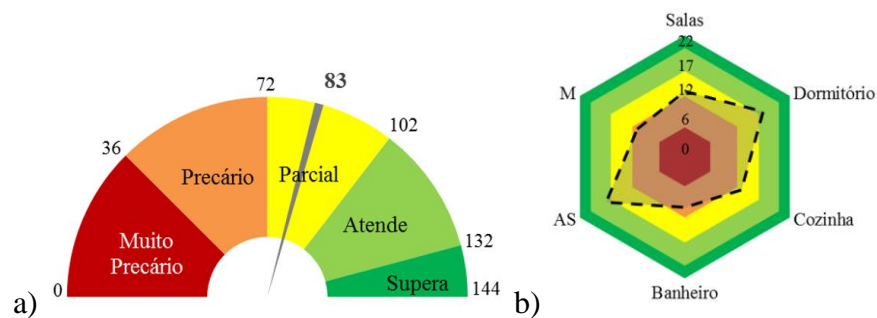 a)
72
83
36
102
Precário
Parcial
Muito
Precário
Atende
132
Supera
0
144
b)
Salas
22
17
12
6
0
M
Dormitório
AS
Cozinha
Banheiro